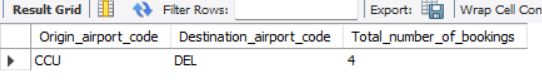 Result Grid Filter Rows: Export: Wrap Cell Con
Origin_airport_code Destination_airport_code Total_number_of_bookings
CCU DEL 4